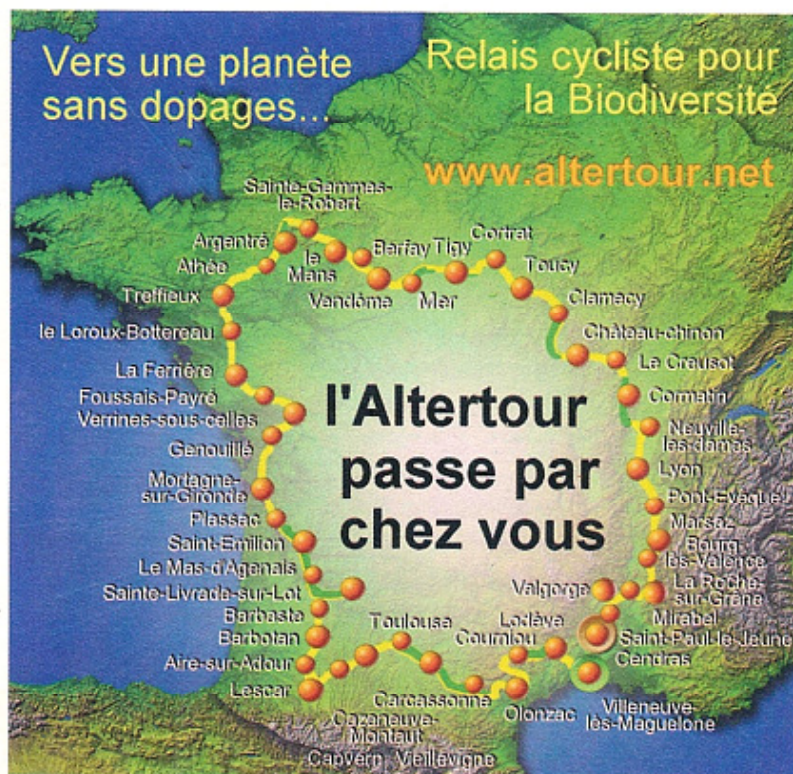 Vers une planète
sans dopages...
Relais cycliste pour
la Biodiversité
www.altertour.net
Sainte-Gemmes-
le-Robert
Argentré
Athée
le
Mans
Berfay
Tigy
Cortrat
Toucy
Treffieux
Vendôme
Mer
Clamecy
le Loroux-Bottereau
Château-chinon
Le Creusot
La Ferrière
Cormatin
Foussais-Payré
Verrines-sous-celles
l'Altertour
passe par
chez vous
Neuville-
les-dames
Genouillé
Lyon
Mortagne-
sur-Gironde
Pont-Evêque
Plassac
Marsaz
Saint-Emilion
Bourg-
lès-Valence
Le Mas-d'Agenais
Valgorge
La Roche-
sur-Grâne
Sainte-Livrade-sur-Lot
Mirabel
Barbaste
Toulouse
Lodève
Saint-Paul-le-Jeune
Barbotan
Courniou
Cendras
Aire-sur-Adour
Lescar
Carcassonne
Olonzac
Villeneuve-
lès-Maguelone
Cazeneuve-
Montaut
Capvern
Vieillevigne